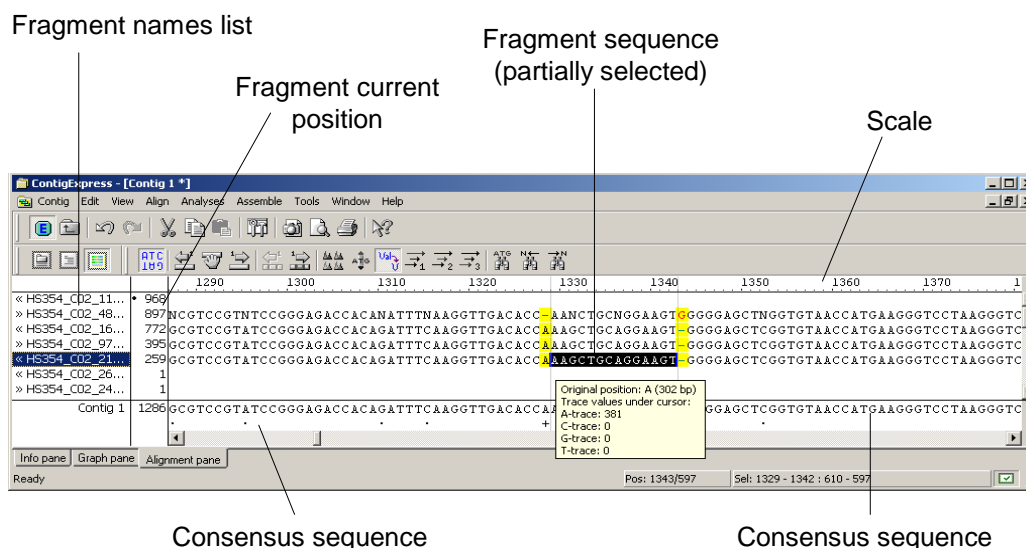 Fragment names list
Fragment sequence
(partially selected)
Fragment current
position
Scale
ContigExpress - [Contig 1 *]
Contig Edit View Align Analyses Assemble Tools Window Help
1290 1300 1310 1320 1330 1340 1350 1360 1370 1
« HS354_C02_11... • 968
» HS354_C02_48... 897 NCGTCCGTNTCCGGGAGACCACANATTTNAAGGTTGACACC-AANCTGCNGGAAGTGGGGGAGCTNGGTGTAACCATGAAGGGTCCTAAGGGTC
« HS354_C02_16... 772 GCGTCCGTATCCGGGAGACCACAGATTTCAAGGTTGACACCAAAGCTGCAGGAAGT-GGGGAGCTCGGTGTAACCATGAAGGGTCCTAAGGGTC
» HS354_C02_97... 395 GCGTCCGTATCCGGGAGACCACAGATTTCAAGGTTGACACCAAAGCTGCAGGAAGT-GGGGAGCTCGGTGTAACCATGAAGGGTCCTAAGGGTC
« HS354_C02_21... 259 GCGTCCGTATCCGGGAGACCACAGATTTCAAGGTTGACACCAAAGCTGCAGGAAGT-GGGGAGCTCGGTGTAACCATGAAGGGTCCTAAGGGTC
« HS354_C02_26... 1
» HS354_C02_24... 1
Contig 1 1286 GCGTCCGTATCCGGGAGACCACAGATTTCAAGGTTGACACCAA GGAGCTCGGTGTAACCATGAAGGGTCCTAAGGGTC
Original position: A (302 bp)
Trace values under cursor:
A-trace: 381
C-trace: 0
G-trace: 0
T-trace: 0
Info pane Graph pane Alignment pane
Ready Pos: 1343/597 Sel: 1329 - 1342 : 610 - 597
Consensus sequence Consensus sequence